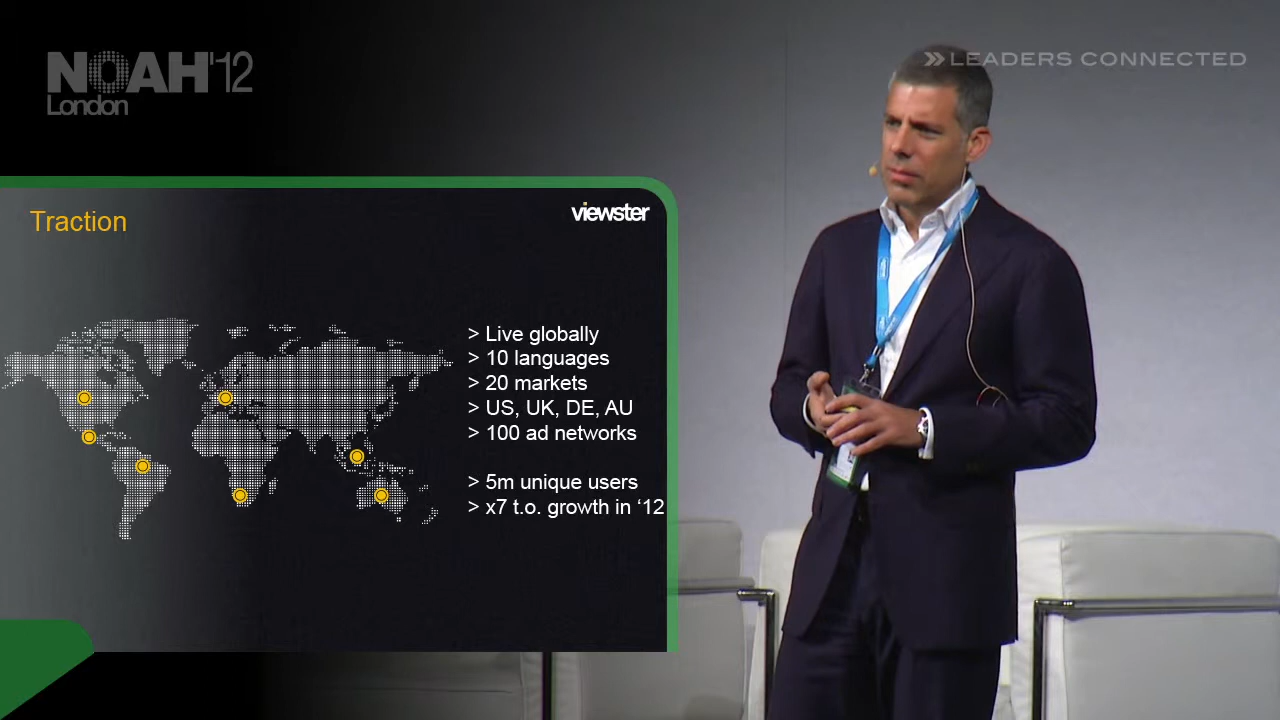 NOAH'12
London
LEADERS CONNECTED
Traction
viewster
> Live globally
> 10 languages
> 20 markets
> US, UK, DE, AU
> 100 ad networks
> 5m unique users
> x7 t.o. growth in ‘12